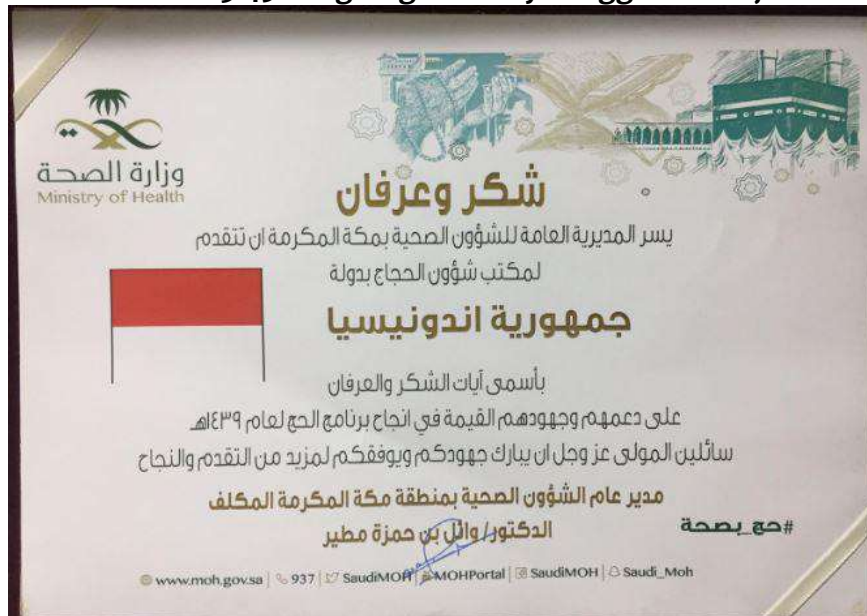 وزارة الصحة
Ministry of Health
شكر وعرفان
يسر المديرية العامة للشؤون الصحية بمكة المكرمة ان تتقدم
لمكتب شؤون الحجاج بدولة
جمهورية اندونيسيا
بأسمى آيات الشكر والعرفان
على دعمهم وجهودهم القيمة في انجاح برنامج الحج لعام ١٤٣٩هـ
سائلين المولى عز وجل ان يبارك جهودكم ويوفقكم لمزيد من التقدم والنجاح
مدير عام الشؤون الصحية بمنطقة مكة المكرمة المكلف
الدكتور/ وائل بن حمزة مطير
#حج_بصحة
www.moh.gov.sa | 937 | SaudiMOH | MOHPortal | SaudiMOH | Saudi_Moh